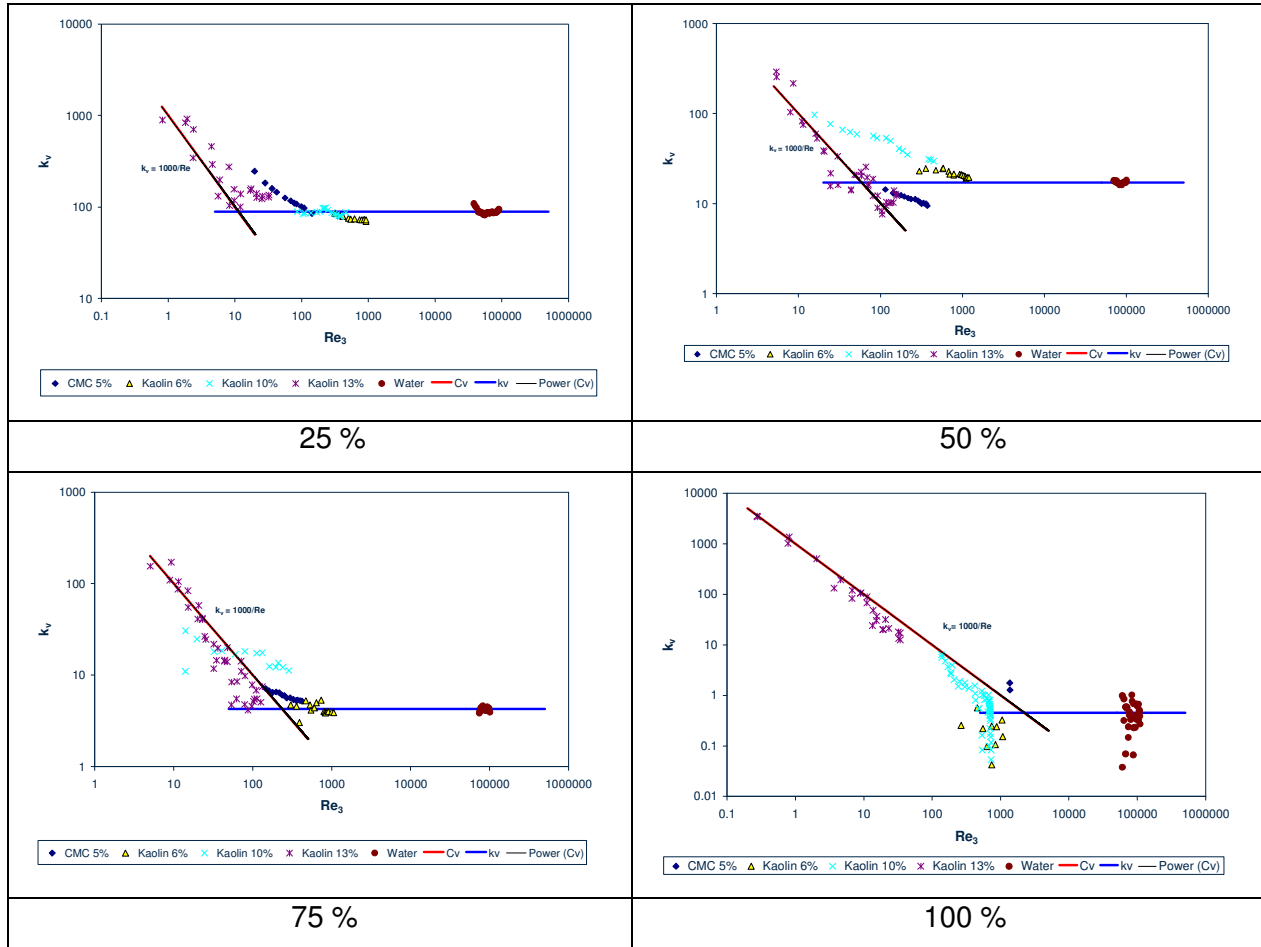 10000
1000
100
10
k_v
k_v = 1000/Re
0.1 1 10 100 1000 10000 100000 1000000
Re_3
CMC 5% Kaolin 6% Kaolin 10% Kaolin 13% Water Cv kv Power (Cv)
25 %
1000
100
10
1
k_v
k_v = 1000/Re
1 10 100 1000 10000 100000 1000000
Re_3
CMC 5% Kaolin 6% Kaolin 10% Kaolin 13% Water Cv kv Power (Cv)
50 %
1000
100
10
1
k_v
k_v = 1000/Re
1 10 100 1000 10000 100000 1000000
Re_3
CMC 5% Kaolin 6% Kaolin 10% Kaolin 13% Water Cv kv Power (Cv)
75 %
10000
1000
100
10
1
0.1
0.01
k_v
k_v= 1000/Re
0.1 1 10 100 1000 10000 100000 1000000
Re_3
CMC 5% Kaolin 6% Kaolin 10% Kaolin 13% Water Cv kv Power (Cv)
100 %